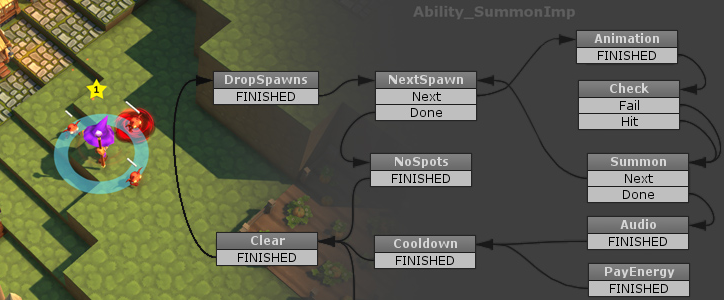 Ability_SummonImp
1
Animation
FINISHED
DropSpawns
FINISHED
NextSpawn
Next
Done
Check
Fail
Hit
NoSpots
FINISHED
Summon
Next
Done
Clear
FINISHED
Cooldown
FINISHED
Audio
FINISHED
PayEnergy
FINISHED